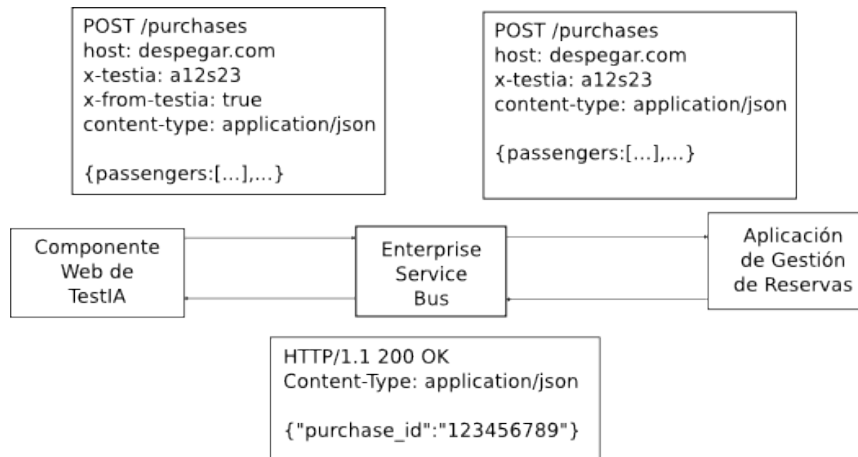 POST /purchases
host: despegar.com
x-testia: a12s23
x-from-testia: true
content-type: application/json
{passengers:[...],...}
POST /purchases
host: despegar.com
x-testia: a12s23
content-type: application/json
{passengers:[...],...}
Componente
Web de
TestIA
Enterprise
Service
Bus
Aplicación
de Gestión
de Reservas
HTTP/1.1 200 OK
Content-Type: application/json
{"purchase_id":"123456789"}